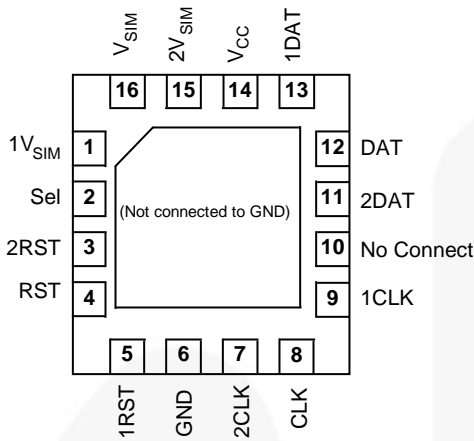 V_SIM 2V_SIM V_CC 1DAT
16 15 14 13
1V_SIM 1 12 DAT
Sel 2 11 2DAT
(Not connected to GND)
2RST 3 10 No Connect
RST 4 9 1CLK
5 6 7 8
1RST GND 2CLK CLK